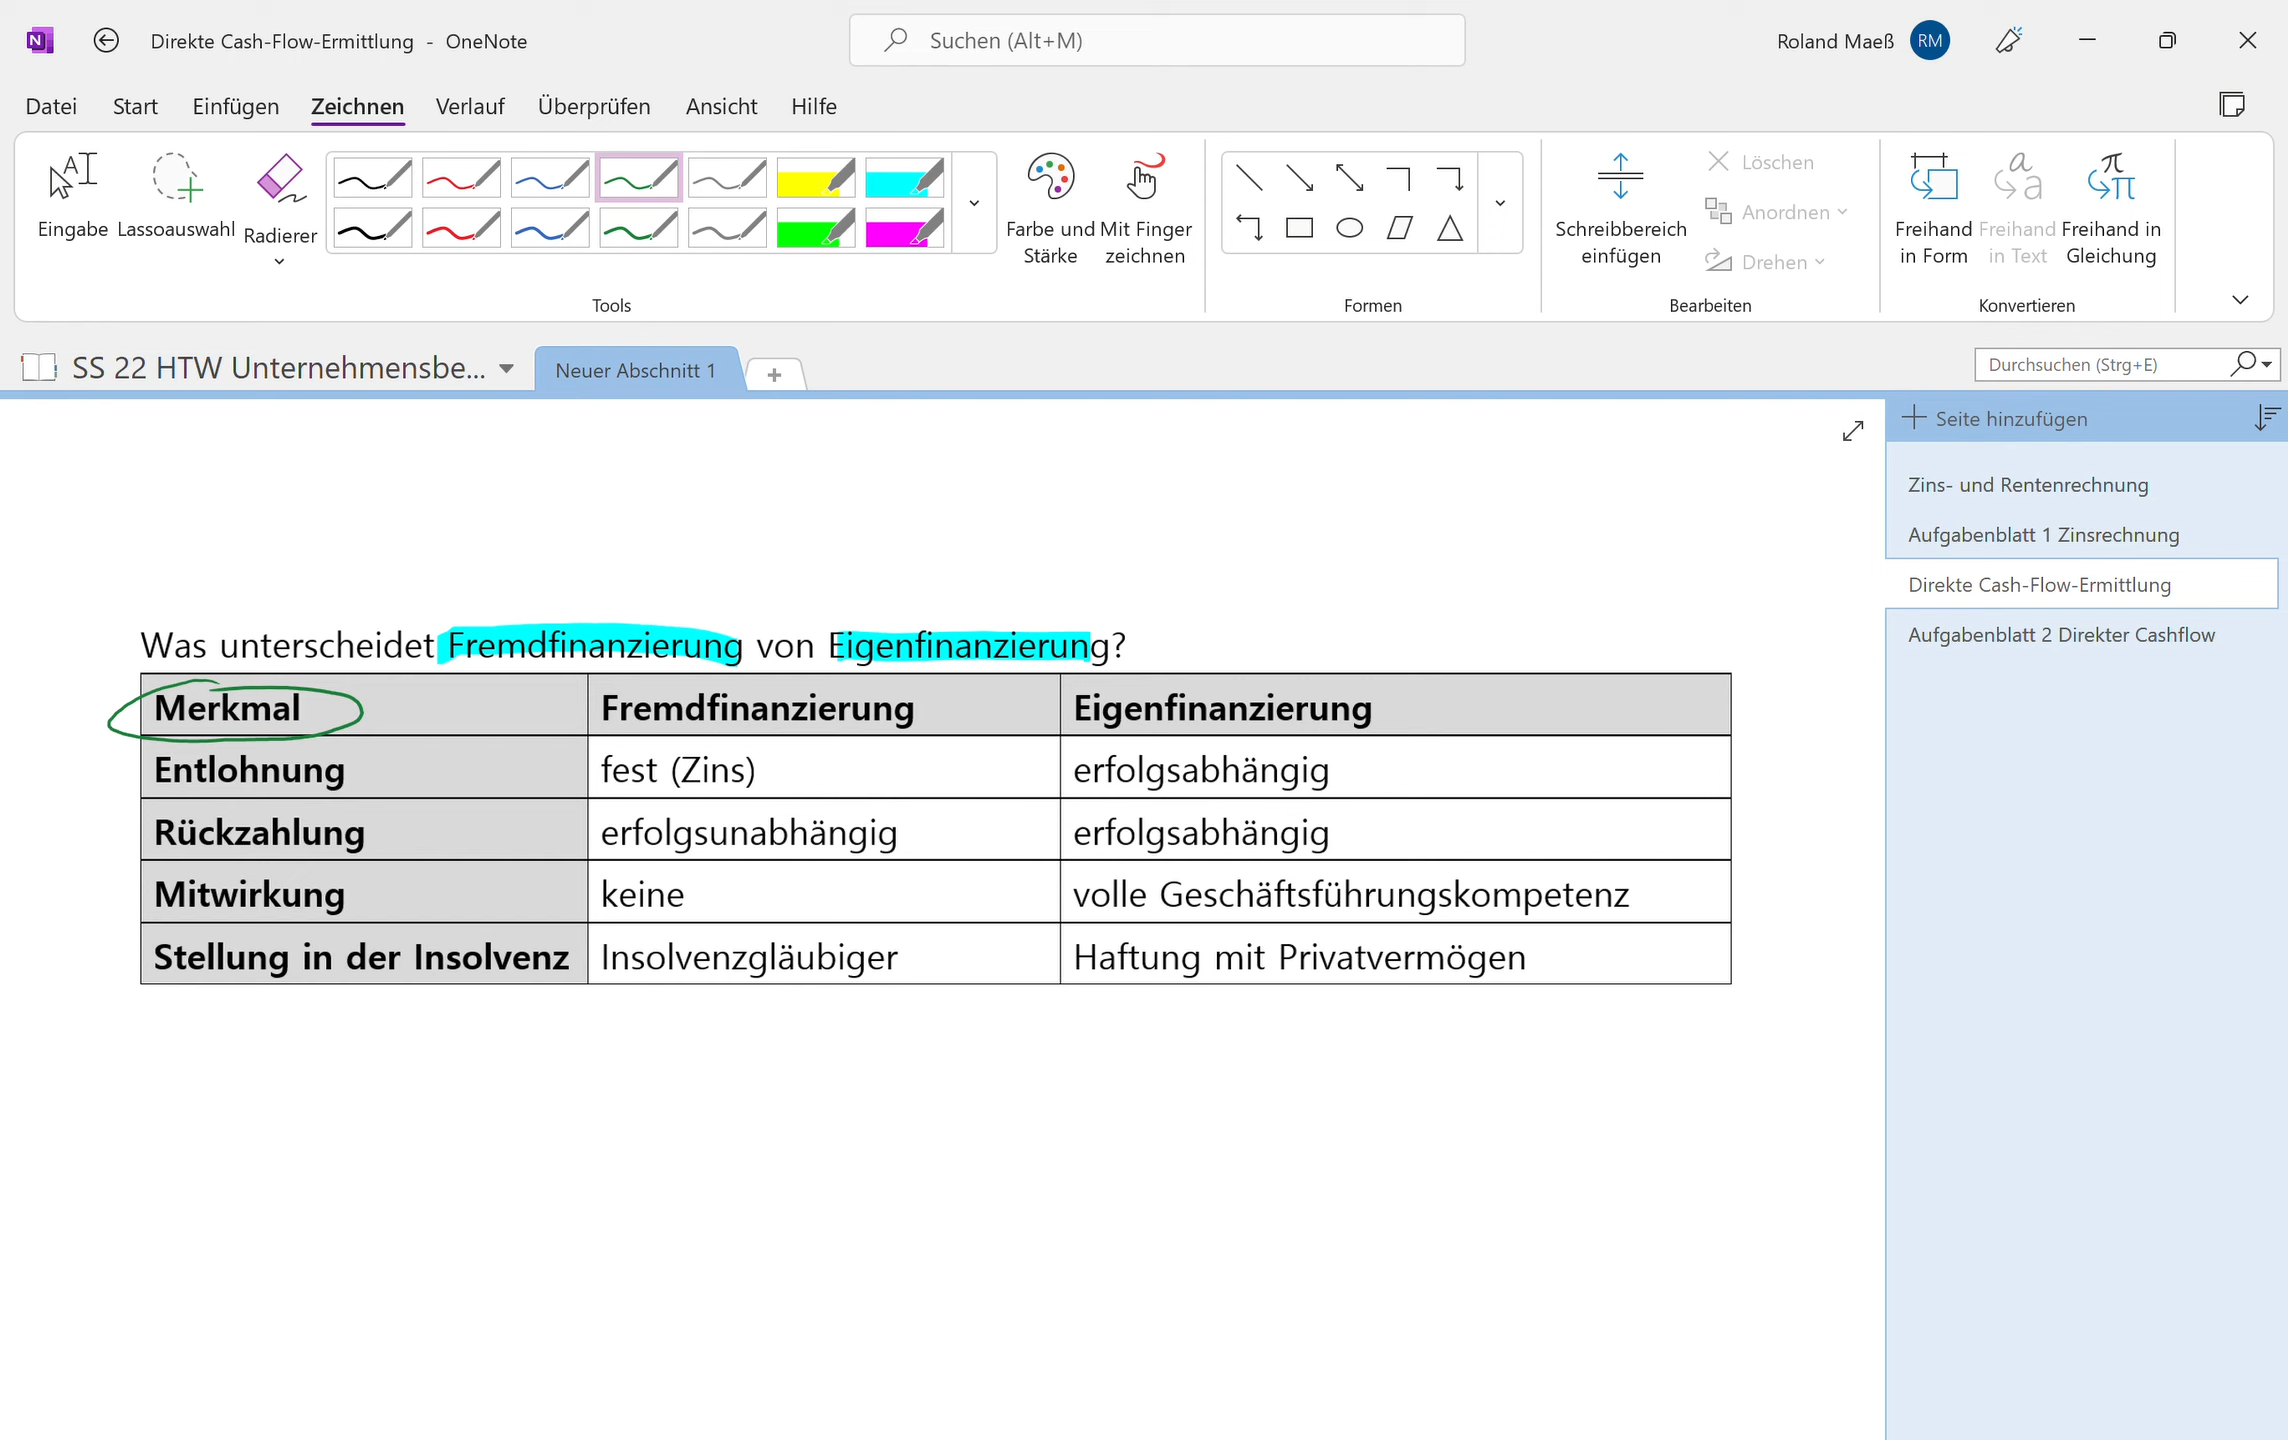 Direkte Cash-Flow-Ermittlung - OneNote
Suchen (Alt+M)
Roland Maeß
RM
Datei Start Einfügen Zeichnen Verlauf Überprüfen Ansicht Hilfe
Eingabe
Lassoauswahl
Radierer
Farbe und Stärke
Mit Finger zeichnen
Tools
Formen
Schreibbereich einfügen
Löschen
Anordnen
Drehen
Bearbeiten
Freihand in Form
Freihand in Text
Freihand in Gleichung
Konvertieren
SS 22 HTW Unternehmensbe...
Neuer Abschnitt 1
Durchsuchen (Strg+E)
Seite hinzufügen
Zins- und Rentenrechnung
Aufgabenblatt 1 Zinsrechnung
Direkte Cash-Flow-Ermittlung
Aufgabenblatt 2 Direkter Cashflow
Was unterscheidet Fremdfinanzierung von Eigenfinanzierung?
Merkmal Fremdfinanzierung Eigenfinanzierung
Entlohnung fest (Zins) erfolgsabhängig
Rückzahlung erfolgsunabhängig erfolgsabhängig
Mitwirkung keine volle Geschäftsführungskompetenz
Stellung in der Insolvenz Insolvenzgläubiger Haftung mit Privatvermögen